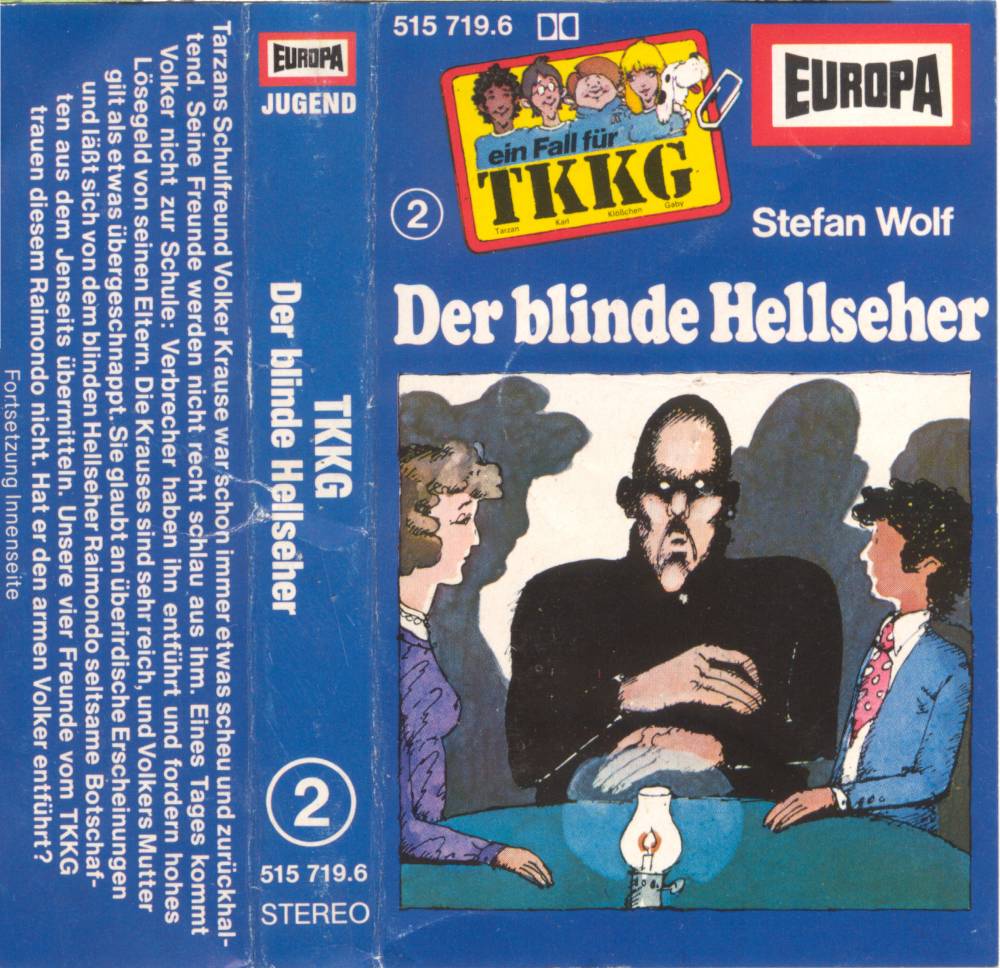 Tarzans Schulfreund Volker Krause war schon immer etwas scheu und zurückhal-
tend. Seine Freunde werden nicht recht schlau aus ihm. Eines Tages kommt
Volker nicht zur Schule: Verbrecher haben ihn entführt und fordern hohes
Lösegeld von seinen Eltern. Die Krauses sind sehr reich, und Volkers Mutter
gilt als etwas übergeschnappt. Sie glaubt an überirdische Erscheinungen
und läßt sich von dem blinden Hellseher Raimondo seltsame Botschaf-
ten aus dem Jenseits übermitteln. Unsere vier Freunde vom TKKG
trauen diesem Raimondo nicht. Hat er den armen Volker entführt?
Fortsetzung Innenseite
EUROPA
JUGEND
TKKG
Der blinde Hellseher
2
515 719.6
STEREO
515 719.6
ein Fall für
TKKG
Tarzan Karl Klößchen Gaby
2
EUROPA
Stefan Wolf
Der blinde Hellseher